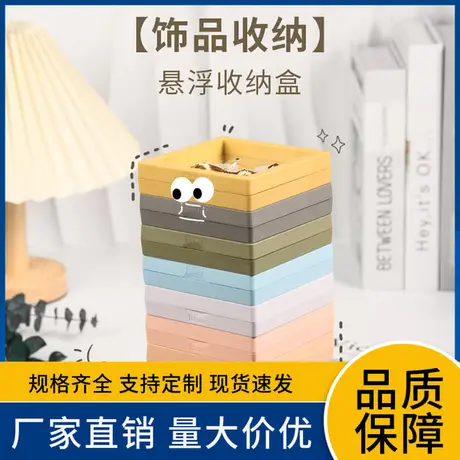 【饰品收纳】
悬浮收纳盒
BETWEEN LOVERS
Hey,it's OK
规格齐全 支持定制 现货速发
厂家直销 量大价优
品质
保障